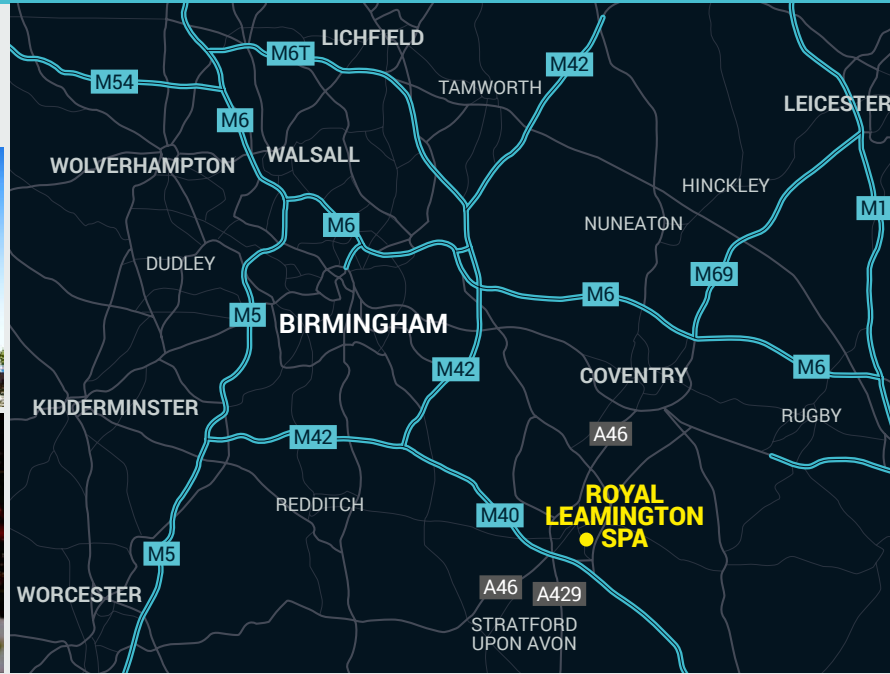 LICHFIELD
M6T
M42
M54
TAMWORTH
LEICESTER
M6
WALSALL
WOLVERHAMPTON
HINCKLEY
M1
M6
NUNEATON
DUDLEY
M69
M6
M5
BIRMINGHAM
M42
M6
COVENTRY
KIDDERMINSTER
RUGBY
M42
A46
REDDITCH
ROYAL
LEAMINGTON
SPA
M40
M5
A46
A429
WORCESTER
STRATFORD
UPON AVON